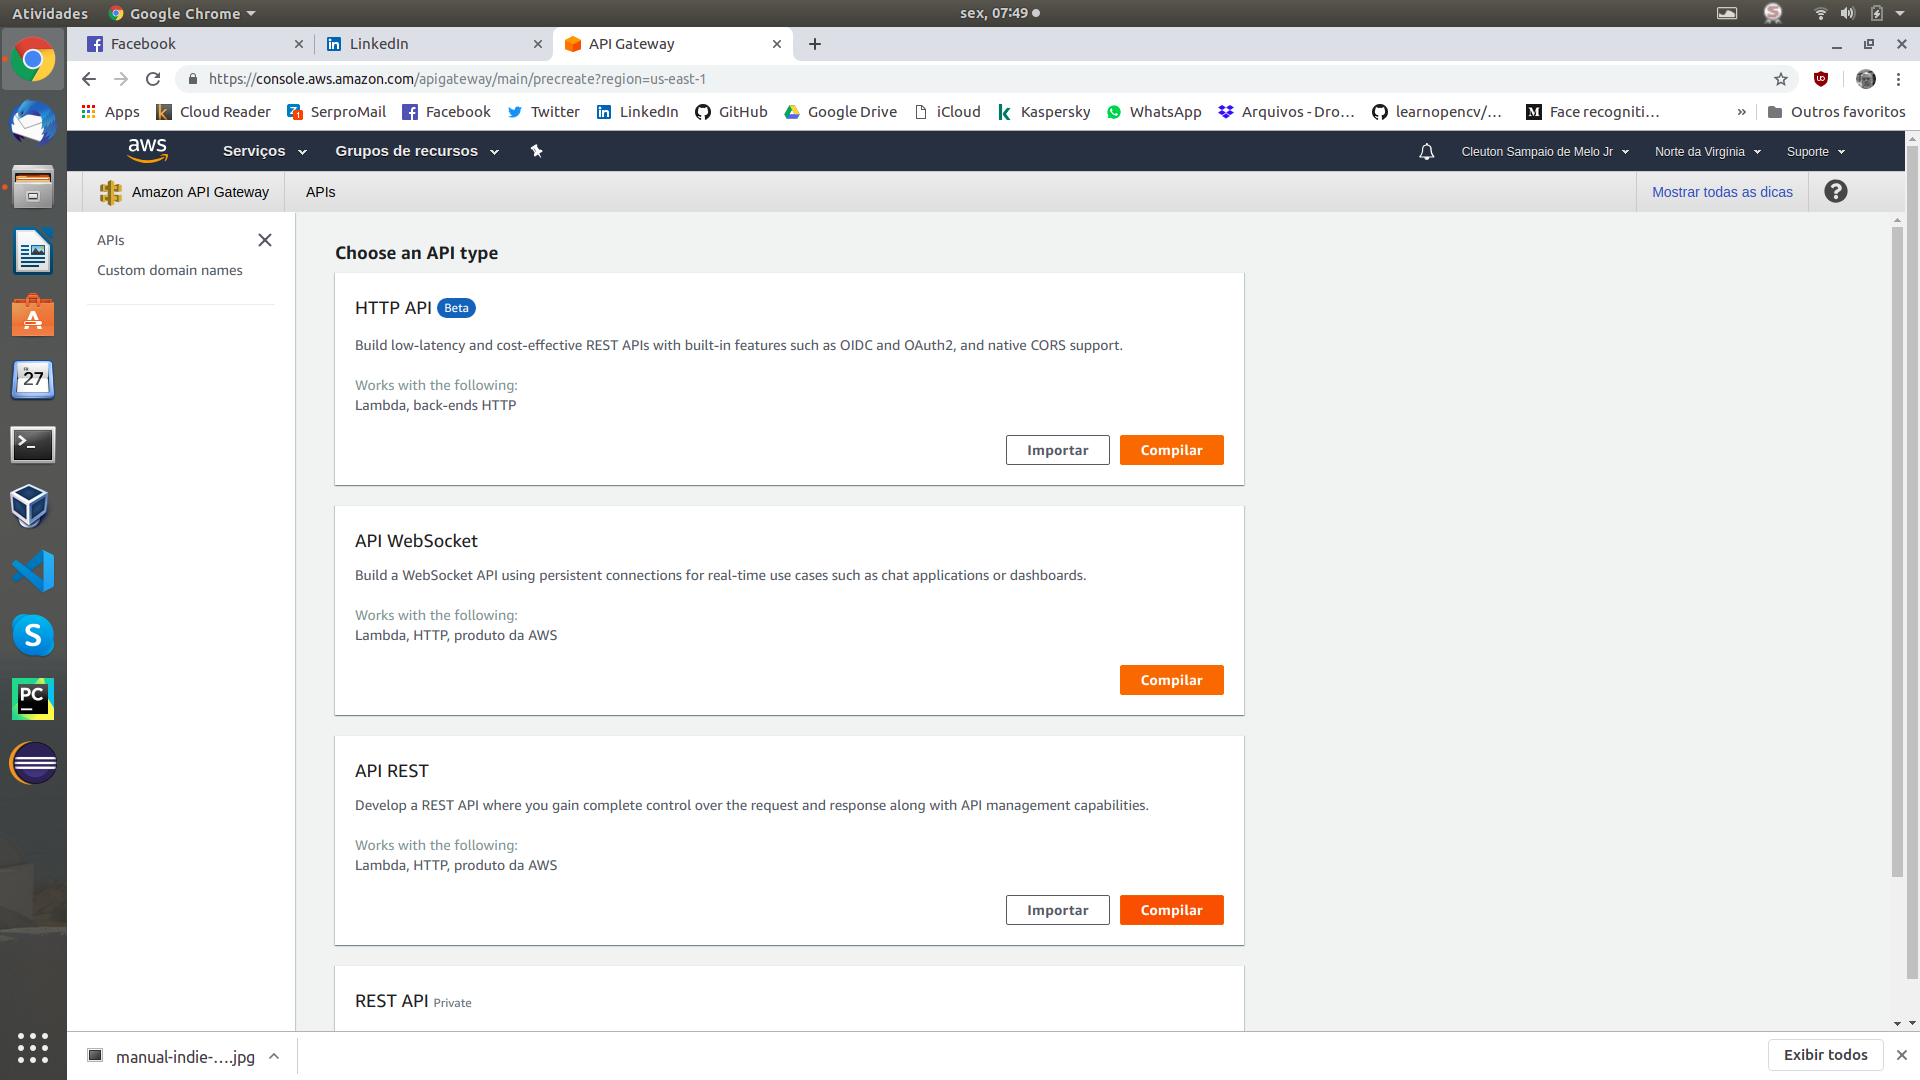 Atividades
Google Chrome
sex, 07:49
Facebook
LinkedIn
API Gateway
https://console.aws.amazon.com/apigateway/main/precreate?region=us-east-1
Apps
Cloud Reader
SerproMail
Facebook
Twitter
LinkedIn
GitHub
Google Drive
iCloud
Kaspersky
WhatsApp
Arquivos - Dro…
learnopencv/…
Face recogniti…
»
Outros favoritos
aws
Serviços
Grupos de recursos
Cleuton Sampaio de Melo Jr
Norte da Virgínia
Suporte
Amazon API Gateway
APIs
Mostrar todas as dicas
APIs
Custom domain names
Choose an API type
HTTP API Beta
Build low-latency and cost-effective REST APIs with built-in features such as OIDC and OAuth2, and native CORS support.
Works with the following:
Lambda, back-ends HTTP
Importar
Compilar
API WebSocket
Build a WebSocket API using persistent connections for real-time use cases such as chat applications or dashboards.
Works with the following:
Lambda, HTTP, produto da AWS
Compilar
API REST
Develop a REST API where you gain complete control over the request and response along with API management capabilities.
Works with the following:
Lambda, HTTP, produto da AWS
Importar
Compilar
REST API Private
27
S
PC
manual-indie-....jpg
Exibir todos